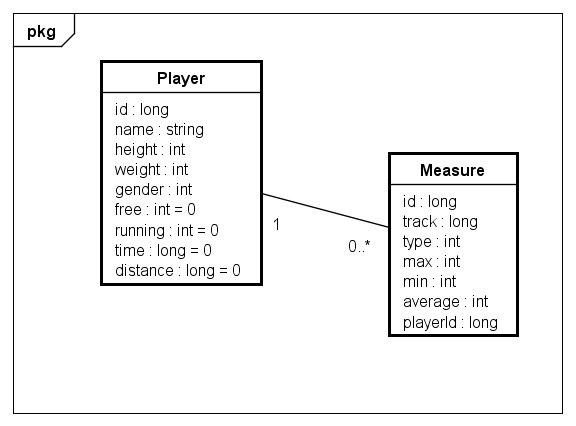 pkg
Player
id : long
name : string
height : int
weight : int
gender : int
free : int = 0
running : int = 0
time : long = 0
distance : long = 0
1
0..*
Measure
id : long
track : long
type : int
max : int
min : int
average : int
playerId : long